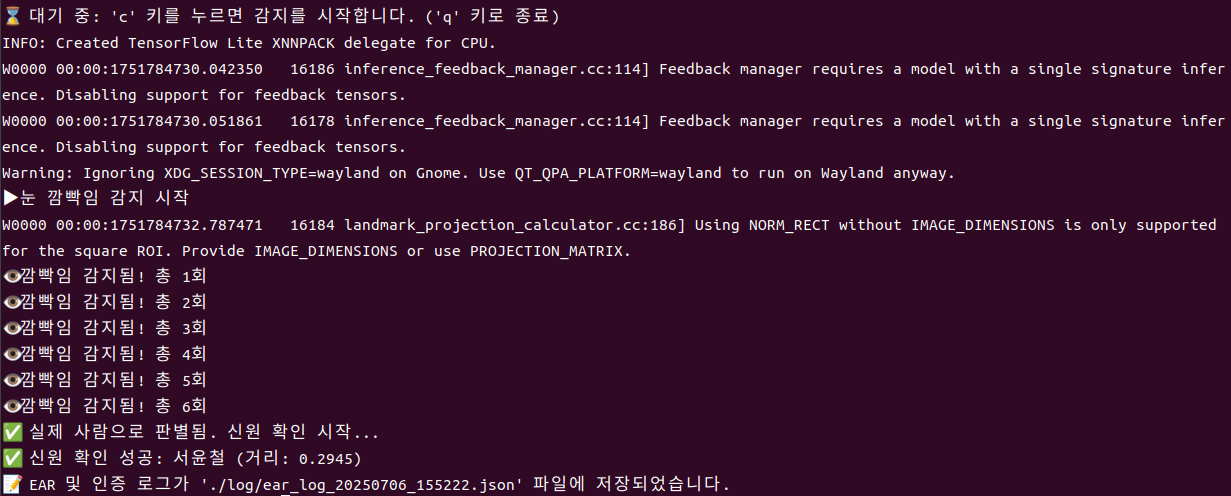 ⌛ 대기 중: 'c' 키를 누르면 감지를 시작합니다. ('q' 키로 종료)
INFO: Created TensorFlow Lite XNNPACK delegate for CPU.
W0000 00:00:1751784730.042350   16186 inference_feedback_manager.cc:114] Feedback manager requires a model with a single signature infer
ence. Disabling support for feedback tensors.
W0000 00:00:1751784730.051861   16178 inference_feedback_manager.cc:114] Feedback manager requires a model with a single signature infer
ence. Disabling support for feedback tensors.
Warning: Ignoring XDG_SESSION_TYPE=wayland on Gnome. Use QT_QPA_PLATFORM=wayland to run on Wayland anyway.
▶눈 깜빡임 감지 시작
W0000 00:00:1751784732.787471   16184 landmark_projection_calculator.cc:186] Using NORM_RECT without IMAGE_DIMENSIONS is only supported
for the square ROI. Provide IMAGE_DIMENSIONS or use PROJECTION_MATRIX.
👁깜빡임 감지됨! 총 1회
👁깜빡임 감지됨! 총 2회
👁깜빡임 감지됨! 총 3회
👁깜빡임 감지됨! 총 4회
👁깜빡임 감지됨! 총 5회
👁깜빡임 감지됨! 총 6회
✅ 실제 사람으로 판별됨. 신원 확인 시작...
✅ 신원 확인 성공: 서윤철 (거리: 0.2945)
📝 EAR 및 인증 로그가 './log/ear_log_20250706_155222.json' 파일에 저장되었습니다.